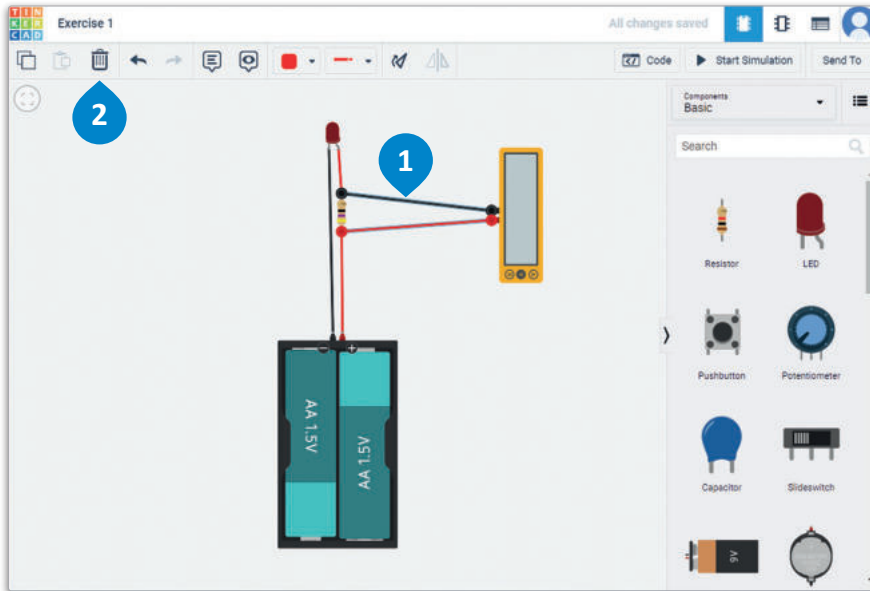 TIN
KER
CAD
Exercise 1
All changes saved
Code
Start Simulation
Send To
2
1
Components
Basic
Search
Resistor
LED
Pushbutton
Potentiometer
Capacitor
Slideswitch
AA 1.5V
AA 1.5V
9V